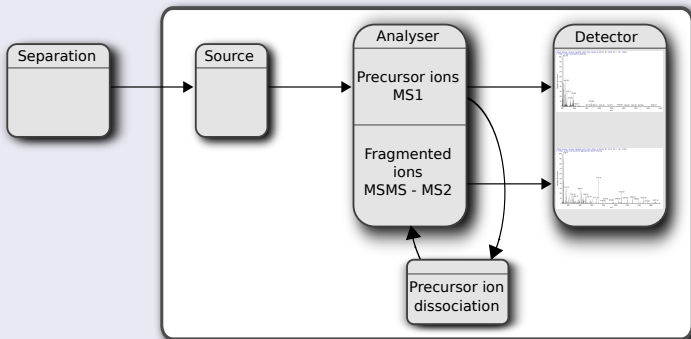 Separation
Source
Analyser
Precursor ions
MS1
Fragmented
ions
MSMS - MS2
Detector
Precursor ion
dissociation